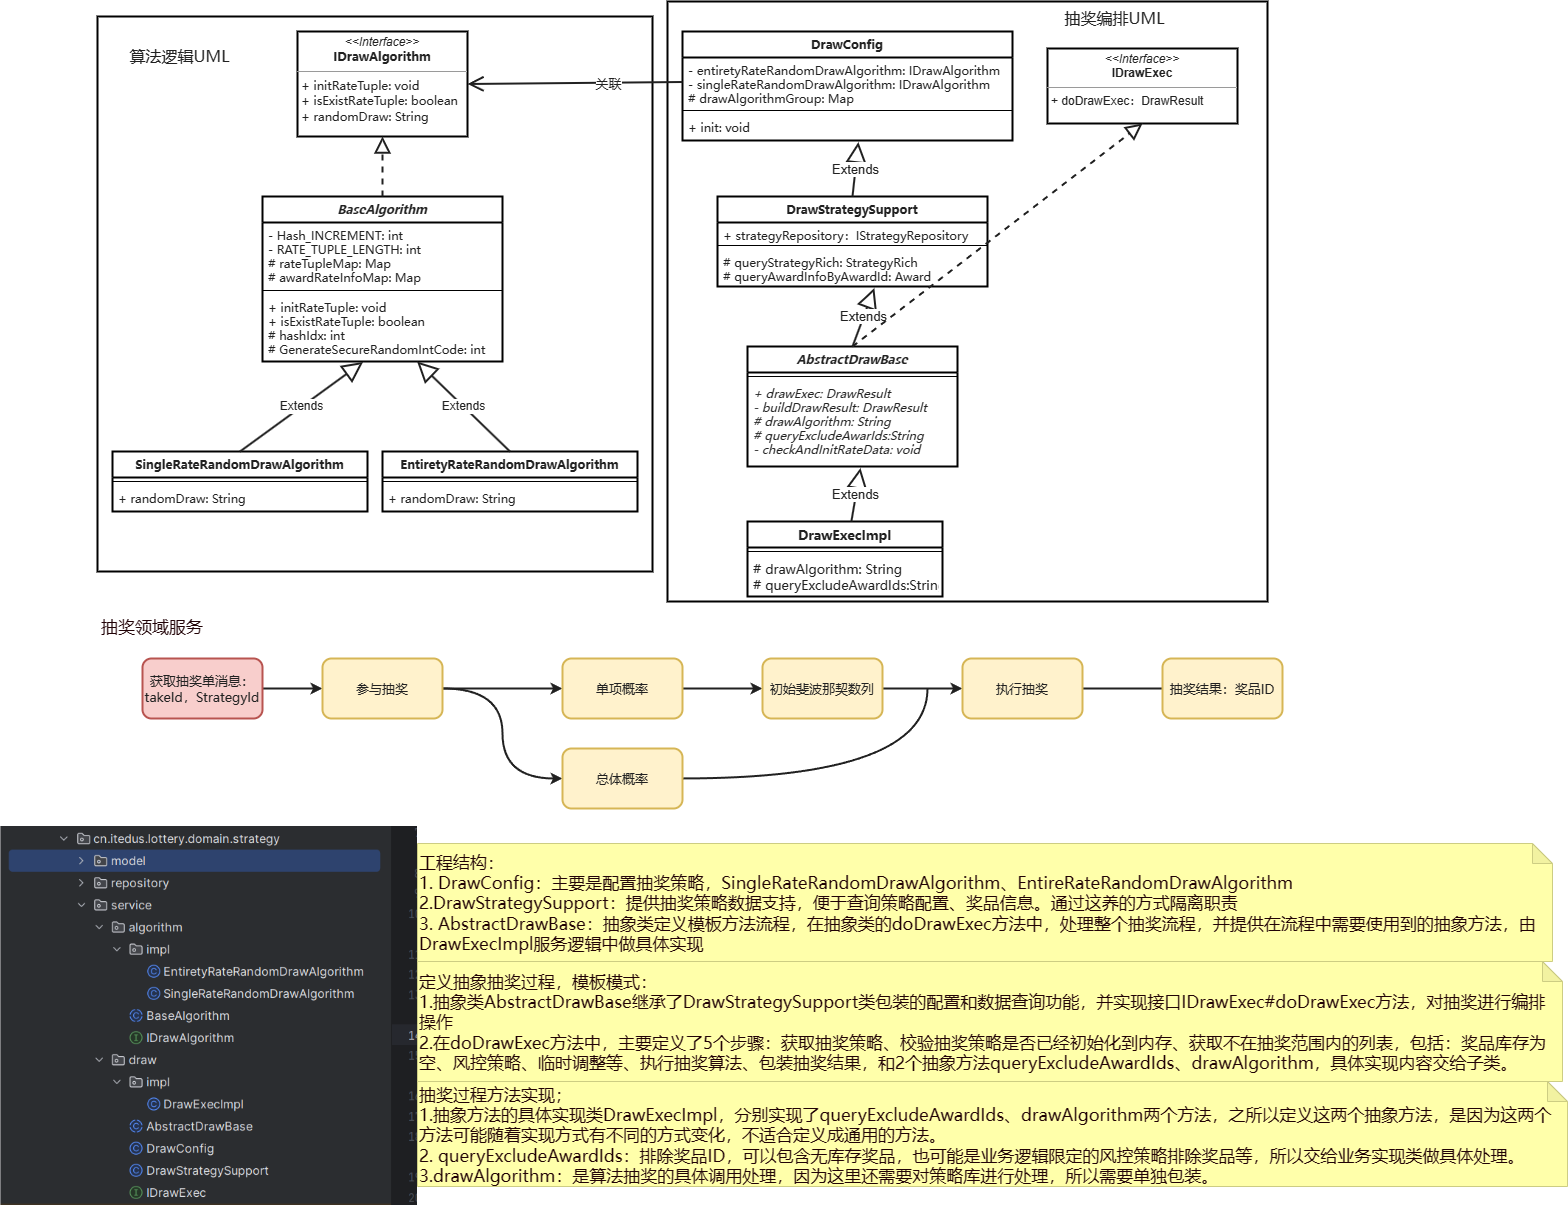 算法逻辑UML
<<Interface>>
IDrawAlgorithm
+ initRateTuple: void
+ isExistRateTuple: boolean
+ randomDraw: String
BaseAlgorithm
- Hash_INCREMENT: int
- RATE_TUPLE_LENGTH: int
# rateTupleMap: Map
# awardRateInfoMap: Map
+ initRateTuple: void
+ isExistRateTuple: boolean
# hashIdx: int
# GenerateSecureRandomIntCode: int
Extends
Extends
SingleRateRandomDrawAlgorithm
+ randomDraw: String
EntiretyRateRandomDrawAlgorithm
+ randomDraw: String
关联
抽奖编排UML
DrawConfig
- entiretyRateRandomDrawAlgorithm: IDrawAlgorithm
- singleRateRandomDrawAlgorithm: IDrawAlgorithm
# drawAlgorithmGroup: Map
+ init: void
<<Interface>>
IDrawExec
+ doDrawExec：DrawResult
Extends
DrawStrategySupport
+ strategyRepository：IStrategyRepository
# queryStrategyRich: StrategyRich
# queryAwardInfoByAwardId: Award
Extends
AbstractDrawBase
+ drawExec: DrawResult
- buildDrawResult: DrawResult
# drawAlgorithm: String
# queryExcludeAwarIds:String
- checkAndInitRateData: void
Extends
DrawExecImpl
# drawAlgorithm: String
# queryExcludeAwardIds:Strin
抽奖领域服务
获取抽奖单消息：
takeId，StrategyId
参与抽奖
单项概率
初始斐波那契数列
执行抽奖
抽奖结果：奖品ID
总体概率
cn.itedus.lottery.domain.strategy
model
repository
service
algorithm
impl
EntiretyRateRandomDrawAlgorithm
SingleRateRandomDrawAlgorithm
BaseAlgorithm
IDrawAlgorithm
draw
impl
DrawExecImpl
AbstractDrawBase
DrawConfig
DrawStrategySupport
IDrawExec
工程结构：
1. DrawConfig：主要是配置抽奖策略，SingleRateRandomDrawAlgorithm、EntireRateRandomDrawAlgorithm
2.DrawStrategySupport：提供抽奖策略数据支持，便于查询策略配置、奖品信息。通过这养的方式隔离职责
3. AbstractDrawBase：抽象类定义模板方法流程，在抽象类的doDrawExec方法中，处理整个抽奖流程，并提供在流程中需要使用到的抽象方法，由
DrawExecImpl服务逻辑中做具体实现
定义抽象抽奖过程，模板模式：
1.抽象类AbstractDrawBase继承了DrawStrategySupport类包装的配置和数据查询功能，并实现接口IDrawExec#doDrawExec方法，对抽奖进行编排
操作
2.在doDrawExec方法中，主要定义了5个步骤：获取抽奖策略、校验抽奖策略是否已经初始化到内存、获取不在抽奖范围内的列表，包括：奖品库存为
空、风控策略、临时调整等、执行抽奖算法、包装抽奖结果，和2个抽象方法queryExcludeAwardIds、drawAlgorithm，具体实现内容交给子类。
抽奖过程方法实现；
1.抽象方法的具体实现类DrawExecImpl，分别实现了queryExcludeAwardIds、drawAlgorithm两个方法，之所以定义这两个抽象方法，是因为这两个
方法可能随着实现方式有不同的方式变化，不适合定义成通用的方法。
2. queryExcludeAwardIds：排除奖品ID，可以包含无库存奖品，也可能是业务逻辑限定的风控策略排除奖品等，所以交给业务实现类做具体处理。
3.drawAlgorithm：是算法抽奖的具体调用处理，因为这里还需要对策略库进行处理，所以需要单独包装。